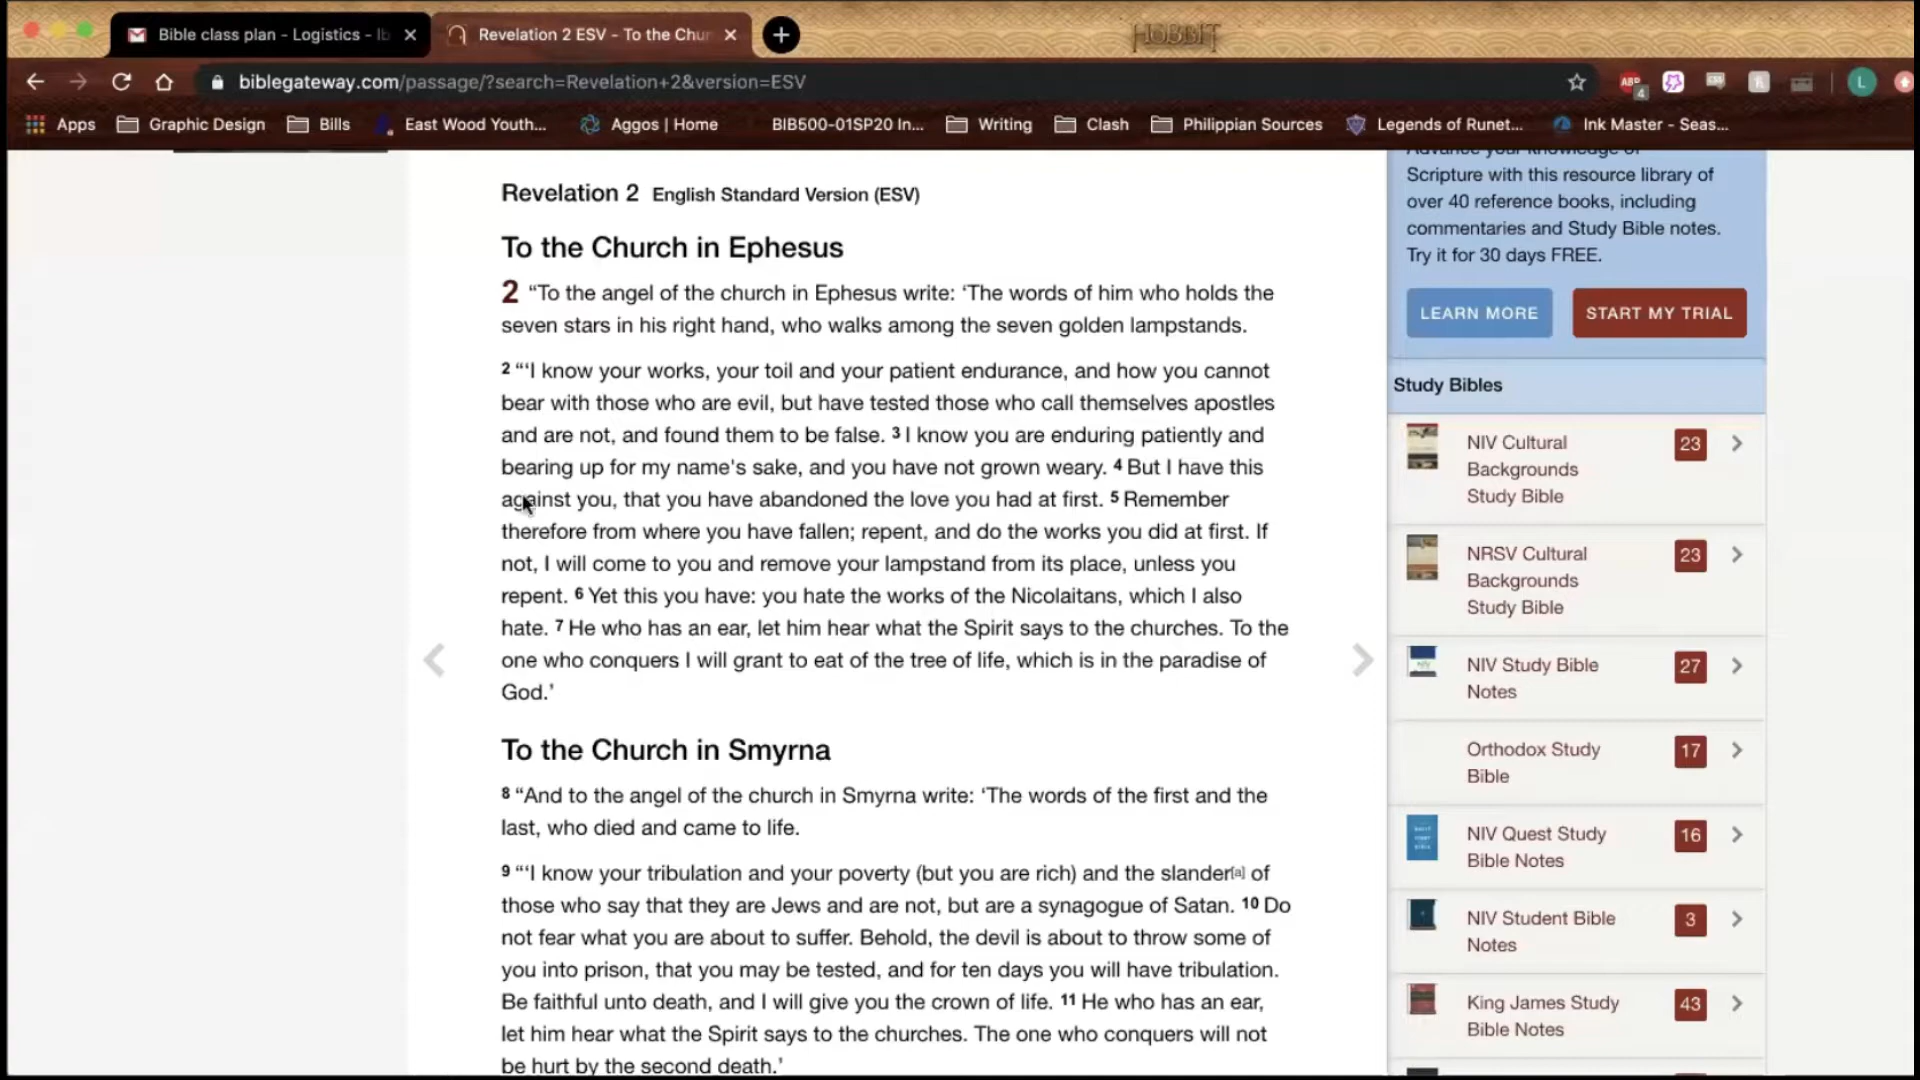 Bible class plan - Logistics - Ib
Revelation 2 ESV - To the Chur
HOBBIT
biblegateway.com/passage/?search=Revelation+2&version=ESV
ABP
4
L
Apps
Graphic Design
Bills
East Wood Youth...
Aggos | Home
BIB500-01SP20 In...
Writing
Clash
Philippian Sources
Legends of Runet...
Ink Master - Seas...
Revelation 2 English Standard Version (ESV)
To the Church in Ephesus
2 “To the angel of the church in Ephesus write: ‘The words of him who holds the
seven stars in his right hand, who walks among the seven golden lampstands.
2 “‘I know your works, your toil and your patient endurance, and how you cannot
bear with those who are evil, but have tested those who call themselves apostles
and are not, and found them to be false. 3 I know you are enduring patiently and
bearing up for my name's sake, and you have not grown weary. 4 But I have this
against you, that you have abandoned the love you had at first. 5 Remember
therefore from where you have fallen; repent, and do the works you did at first. If
not, I will come to you and remove your lampstand from its place, unless you
repent. 6 Yet this you have: you hate the works of the Nicolaitans, which I also
hate. 7 He who has an ear, let him hear what the Spirit says to the churches. To the
one who conquers I will grant to eat of the tree of life, which is in the paradise of
God.’
To the Church in Smyrna
8 “And to the angel of the church in Smyrna write: ‘The words of the first and the
last, who died and came to life.
9 “‘I know your tribulation and your poverty (but you are rich) and the slander[a] of
those who say that they are Jews and are not, but are a synagogue of Satan. 10 Do
not fear what you are about to suffer. Behold, the devil is about to throw some of
you into prison, that you may be tested, and for ten days you will have tribulation.
Be faithful unto death, and I will give you the crown of life. 11 He who has an ear,
let him hear what the Spirit says to the churches. The one who conquers will not
be hurt by the second death.’
Advance your knowledge of
Scripture with this resource library of
over 40 reference books, including
commentaries and Study Bible notes.
Try it for 30 days FREE.
LEARN MORE
START MY TRIAL
Study Bibles
NIV Cultural
Backgrounds
Study Bible
23
NRSV Cultural
Backgrounds
Study Bible
23
NIV Study Bible
Notes
27
Orthodox Study
Bible
17
NIV Quest Study
Bible Notes
16
NIV Student Bible
Notes
3
King James Study
Bible Notes
43